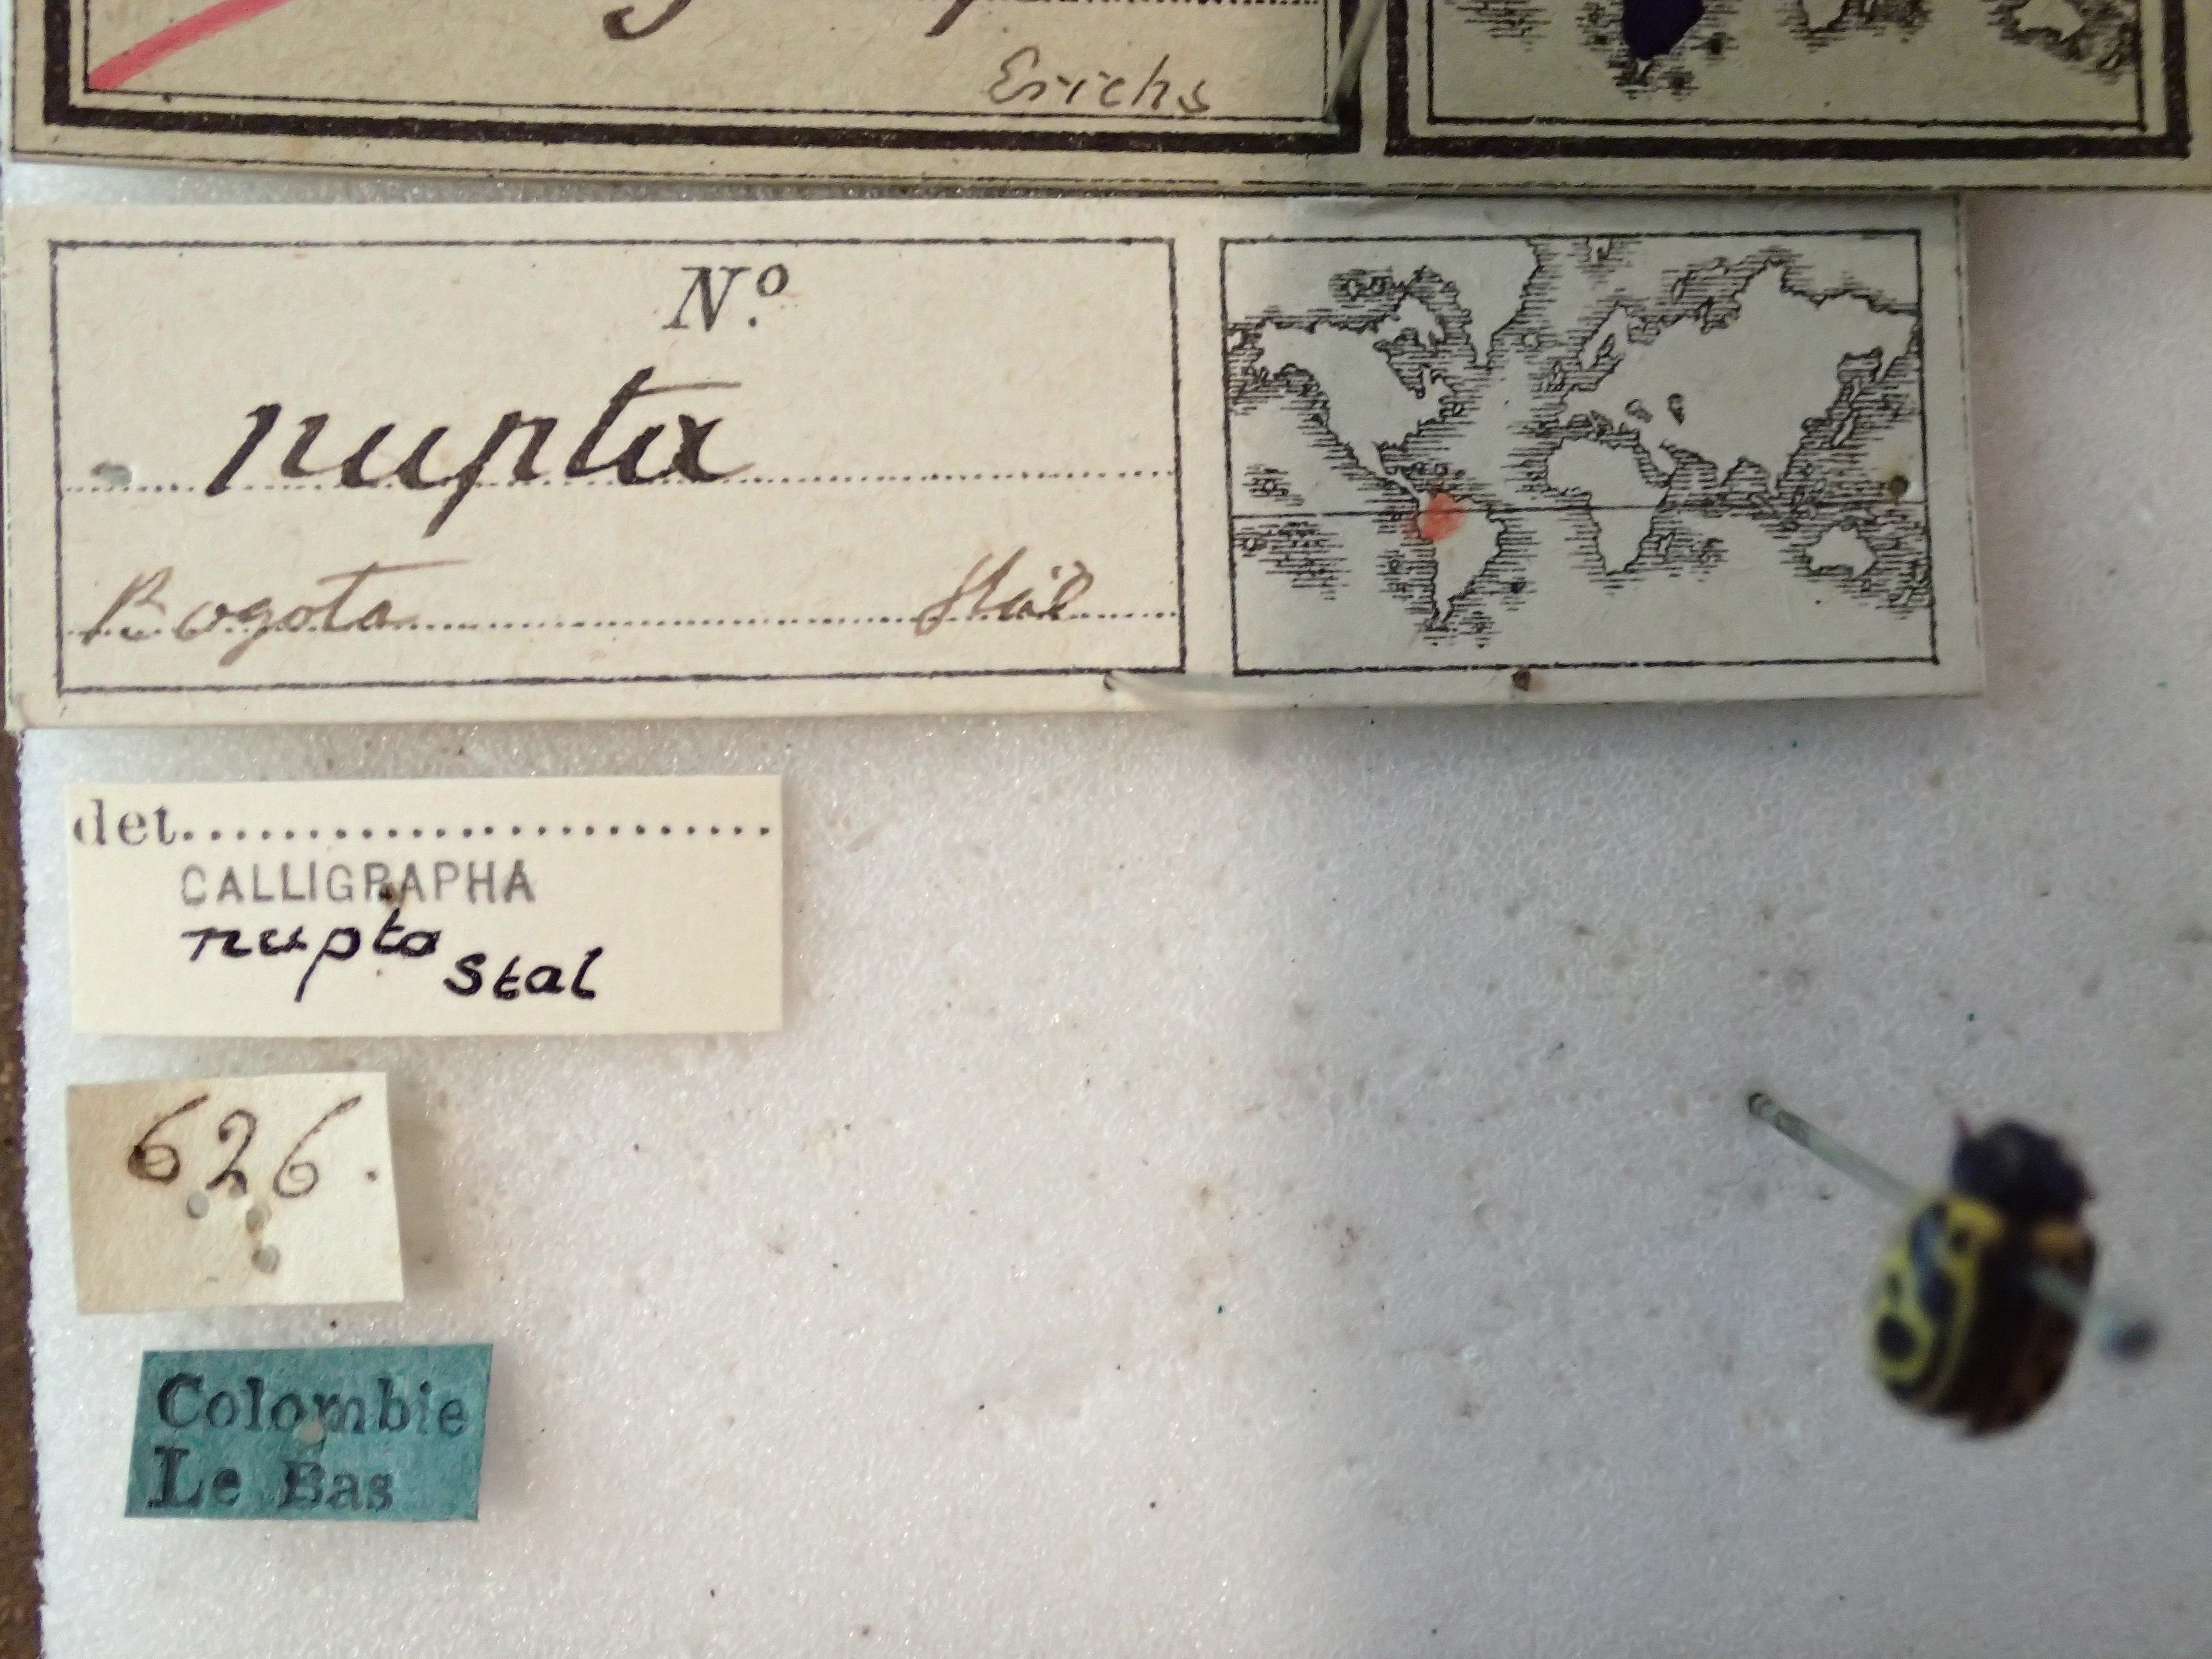 Erichs
Nº
nupta
Bogota Stål
det.........................
CALLIGRAPHA
nupta
Stal
626.
Colombie
Le Bas